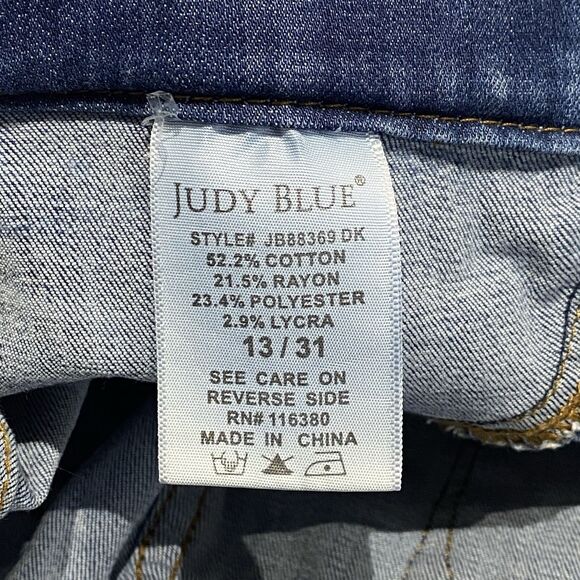 JUDY BLUE®
STYLE# JB88369 DK
52.2% COTTON
21.5% RAYON
23.4% POLYESTER
2.9% LYCRA
13 / 31
SEE CARE ON
REVERSE SIDE
RN# 116380
MADE IN CHINA